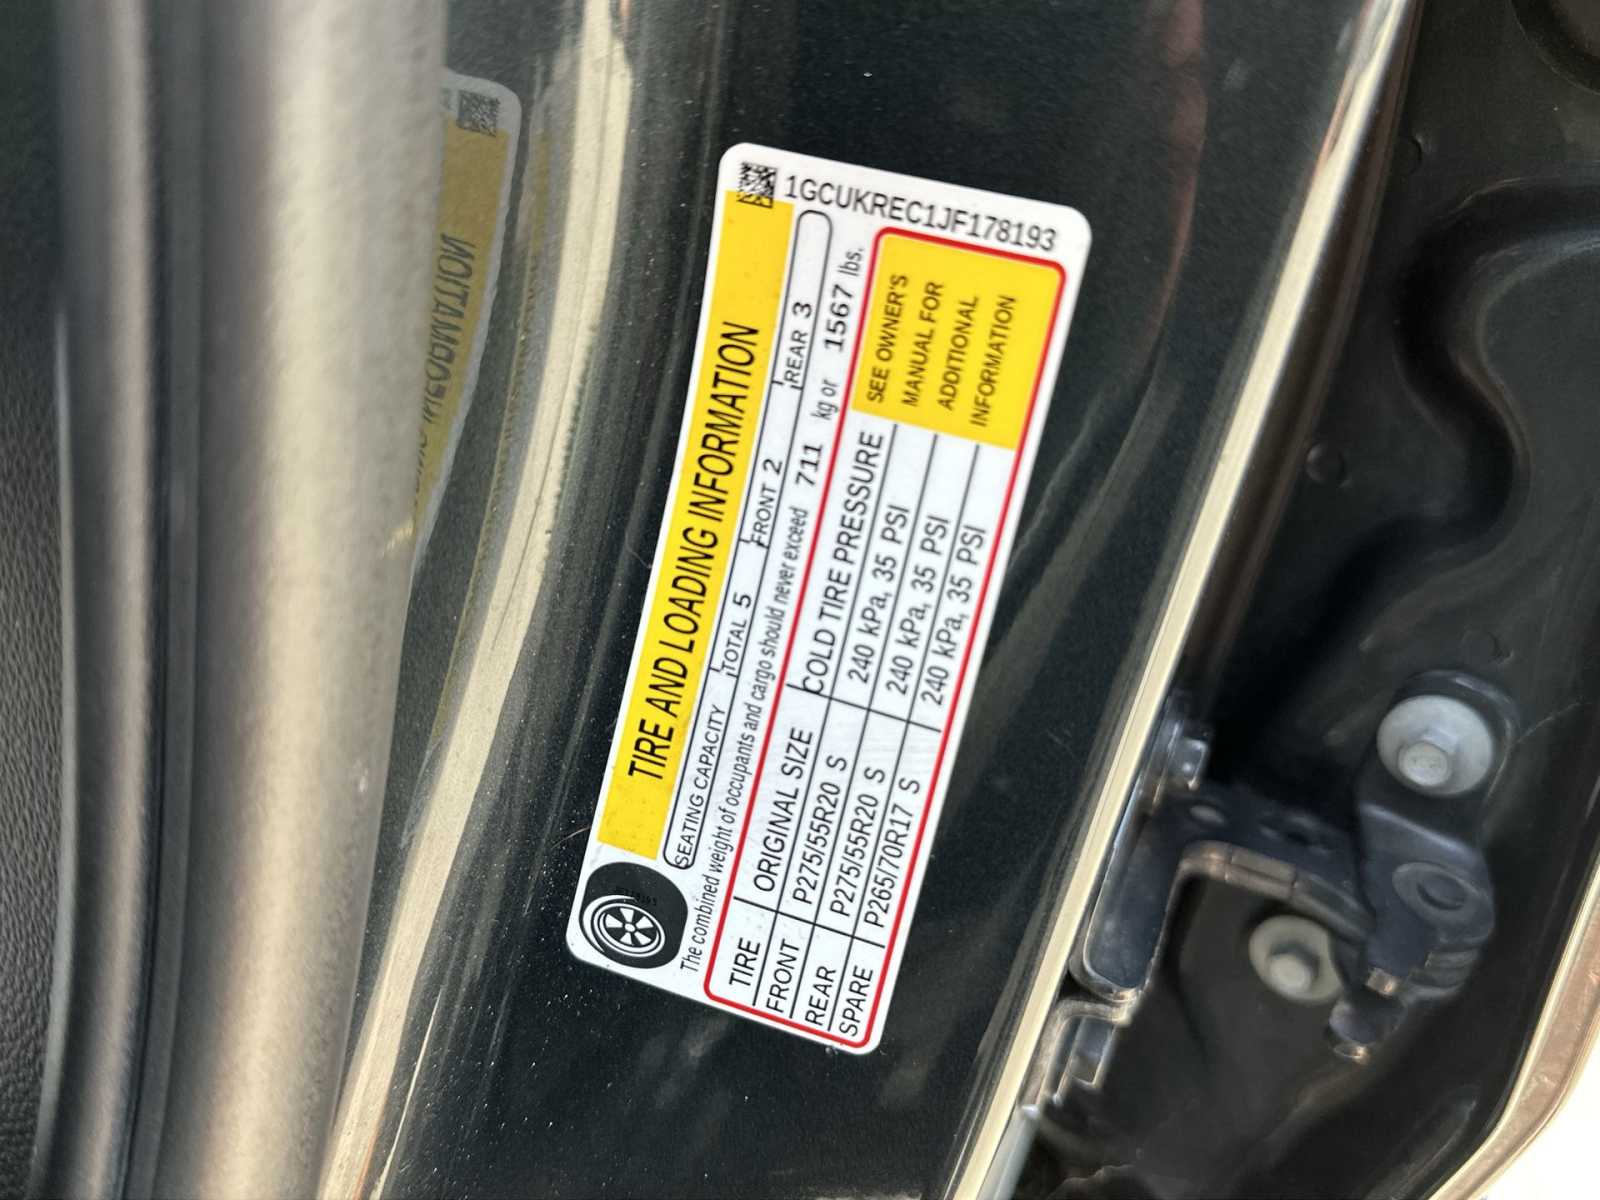 1GCUKREC1JF178193
TIRE AND LOADING INFORMATION
SEATING CAPACITY TOTAL 5 FRONT 2 REAR 3
The combined weight of occupants and cargo should never exceed 711 kg or 1567 lbs.
TIRE ORIGINAL SIZE COLD TIRE PRESSURE
FRONT P275/55R20 S 240 kPa, 35 PSI
REAR P275/55R20 S 240 kPa, 35 PSI
SPARE P265/70R17 S 240 kPa, 35 PSI
SEE OWNER'S
MANUAL FOR
ADDITIONAL
INFORMATION